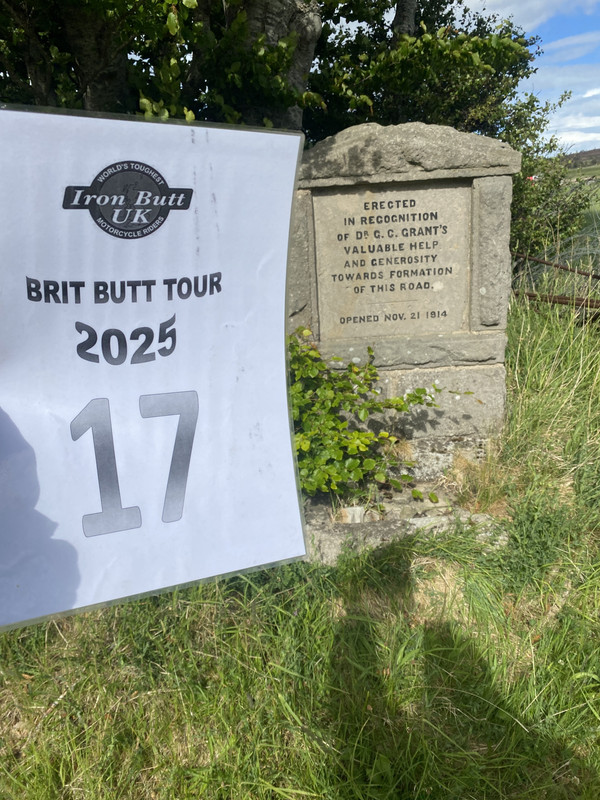 WORLD'S TOUGHEST
Iron Butt
UK
MOTORCYCLE RIDERS
BRIT BUTT TOUR
2025
17
ERECTED
IN RECOGNITION
OF DR. G. C. GRANT'S
VALUABLE HELP
AND GENEROSITY
TOWARDS FORMATION
OF THIS ROAD.
OPENED NOV. 21 1914